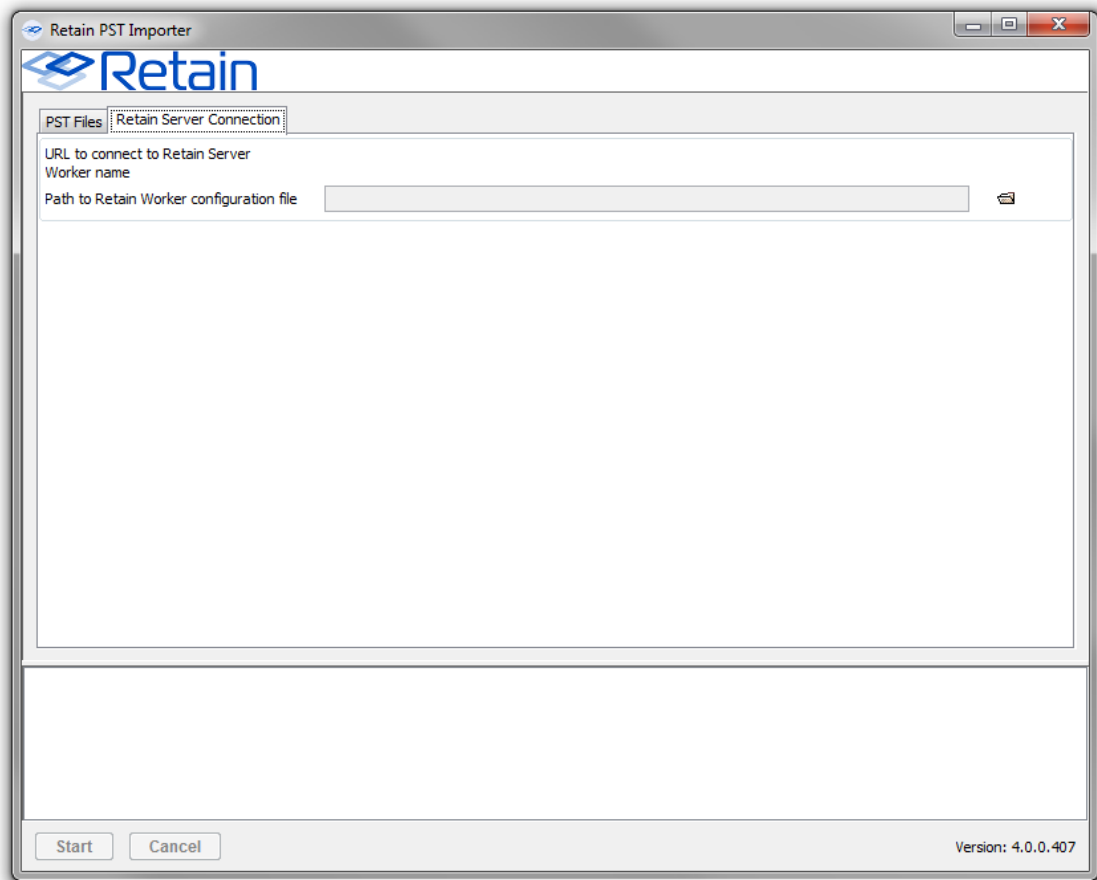 Retain PST Importer
Retain
PST Files Retain Server Connection
URL to connect to Retain Server
Worker name
Path to Retain Worker configuration file
Start Cancel Version: 4.0.0.407